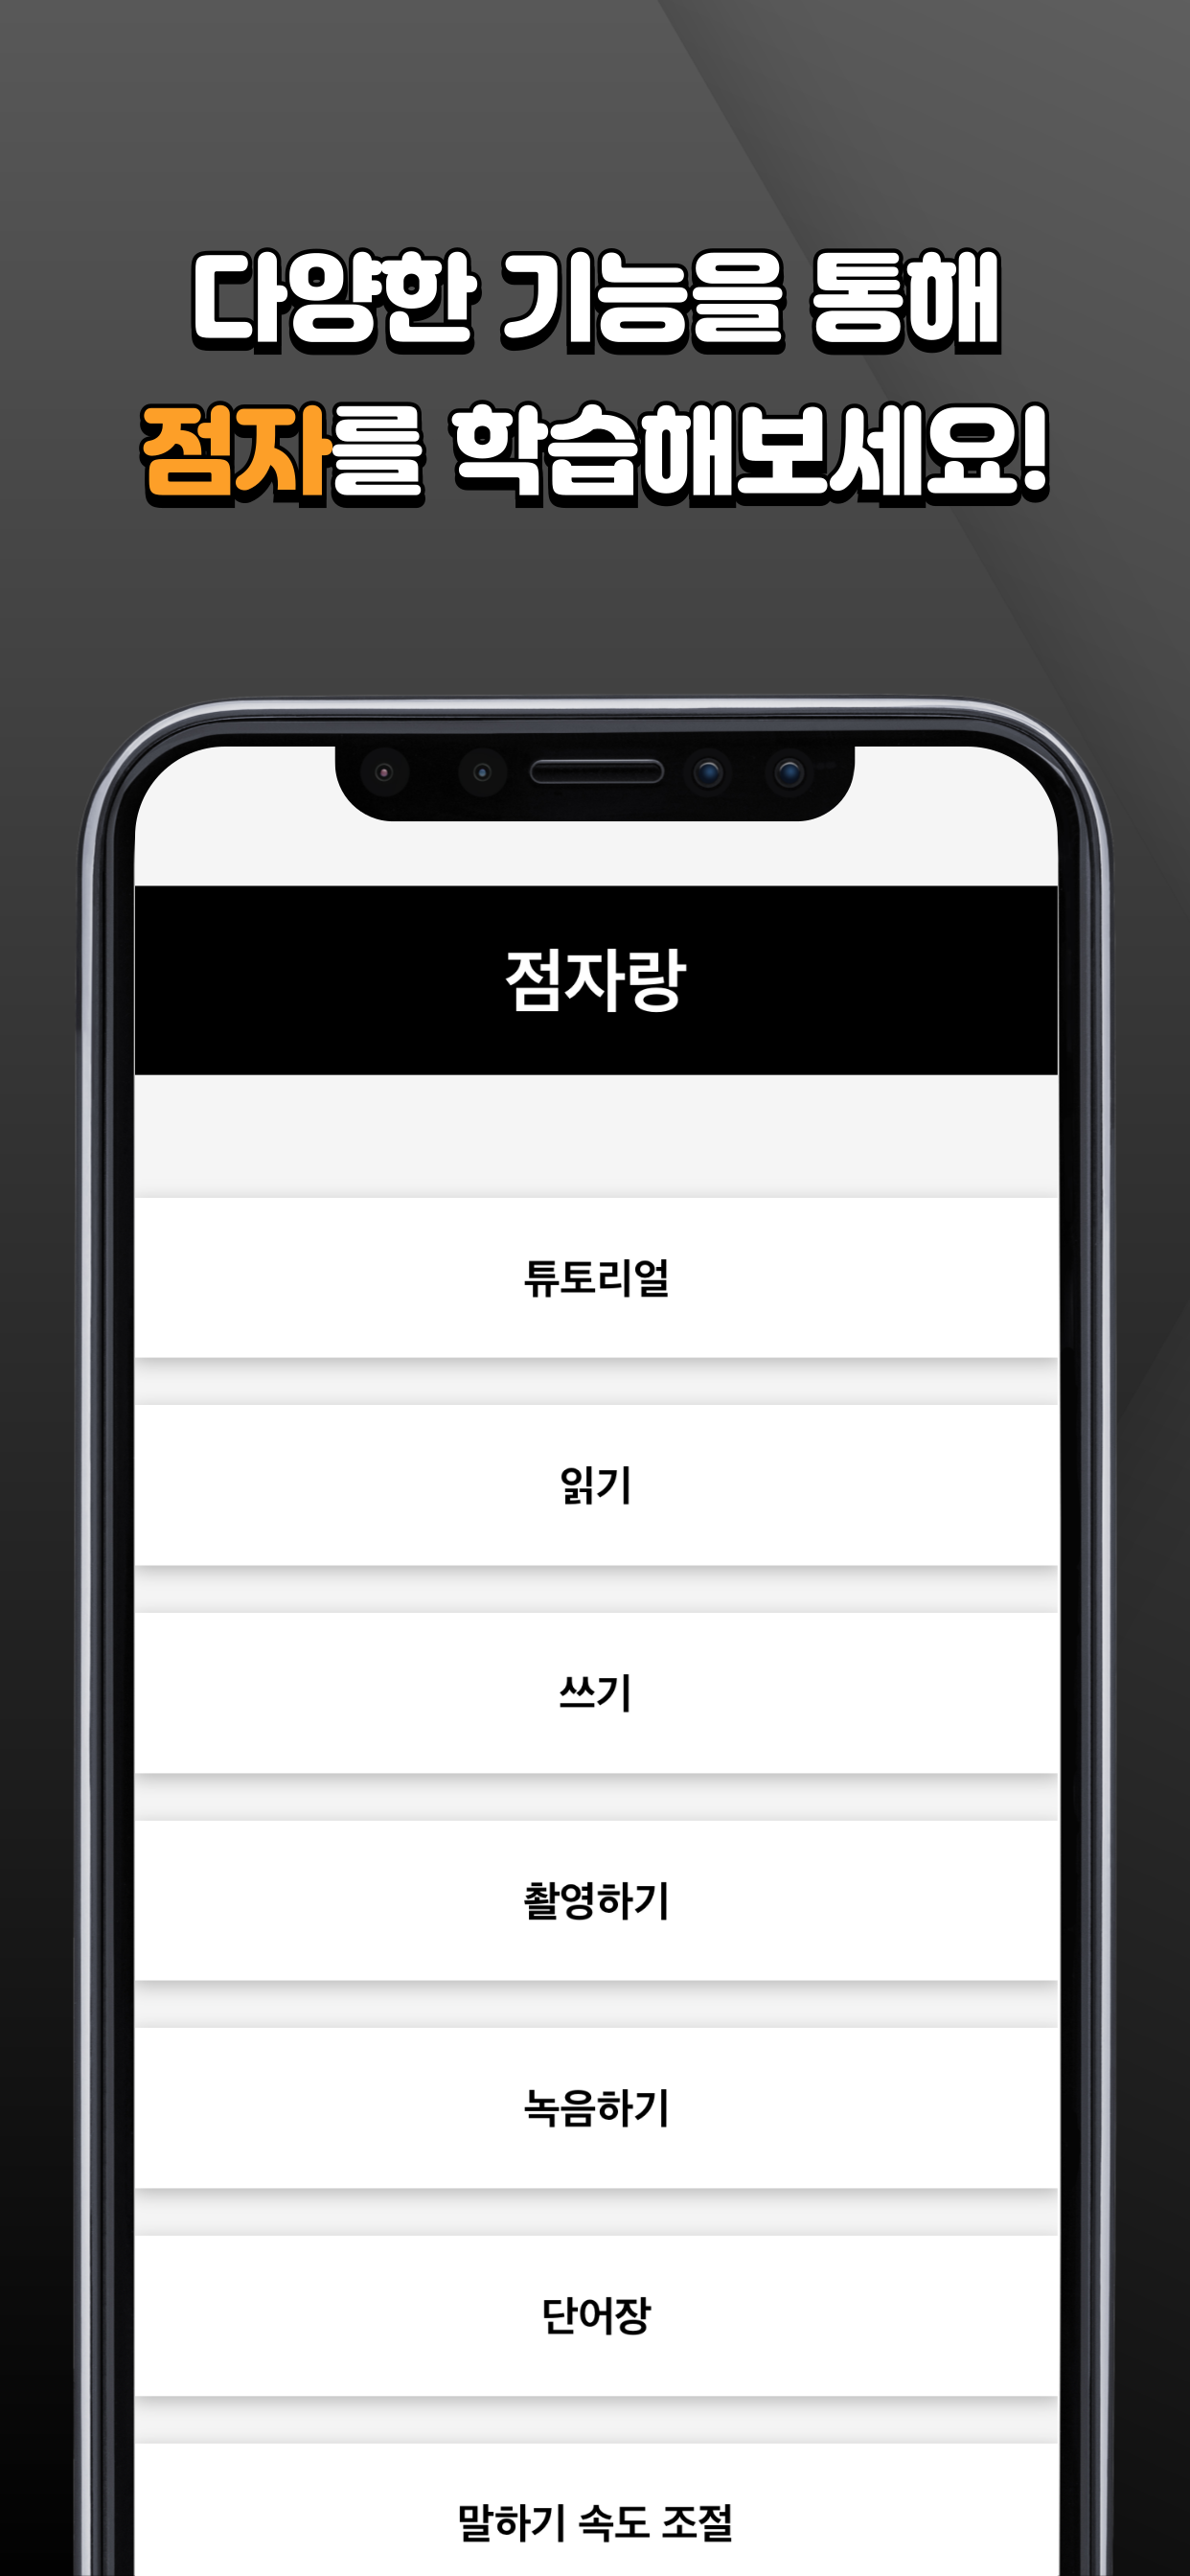 다양한 기능을 통해
점자를 학습해보세요!
점자랑
튜토리얼
읽기
쓰기
촬영하기
녹음하기
단어장
말하기 속도 조절